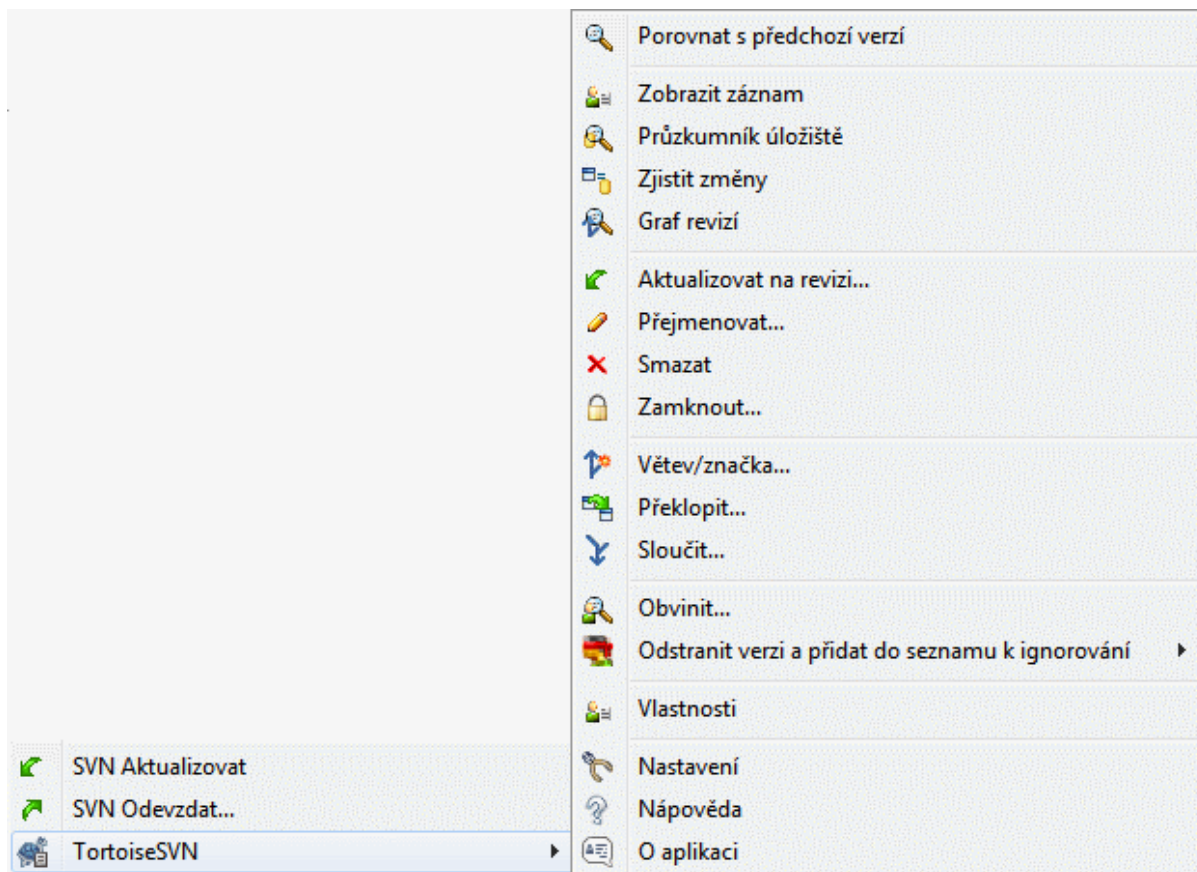 Porovnat s předchozí verzí
Zobrazit záznam
Průzkumník úložiště
Zjistit změny
Graf revizí
Aktualizovat na revizi...
Přejmenovat...
Smazat
Zamknout...
Větev/značka...
Překlopit...
Sloučit...
Obvinit...
Odstranit verzi a přidat do seznamu k ignorování
Vlastnosti
Nastavení
Nápověda
O aplikaci
SVN Aktualizovat
SVN Odevzdat...
TortoiseSVN